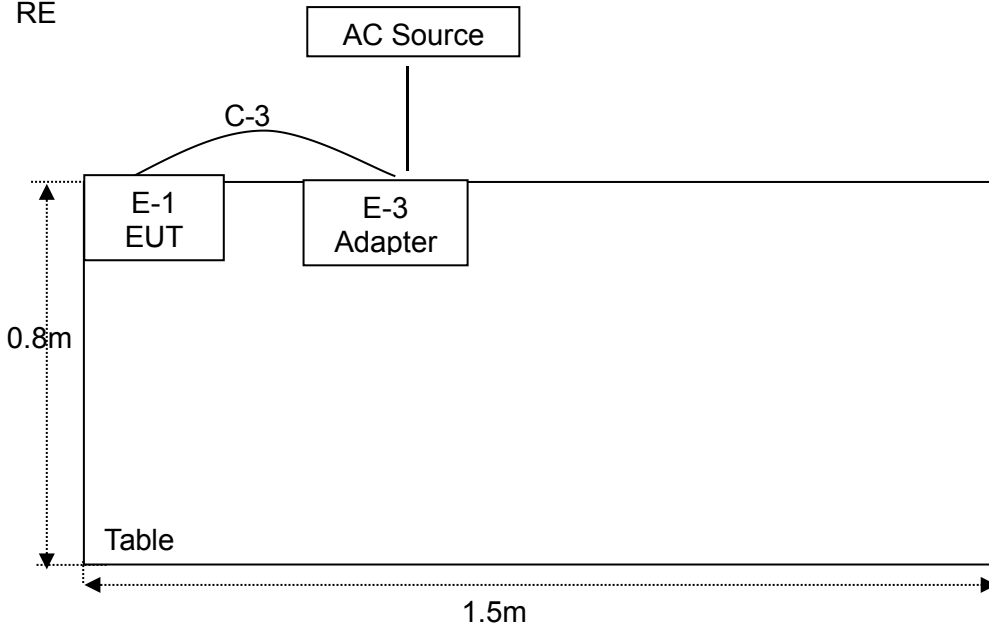 RE
AC Source
C-3
E-1
EUT
E-3
Adapter
0.8m
Table
1.5m